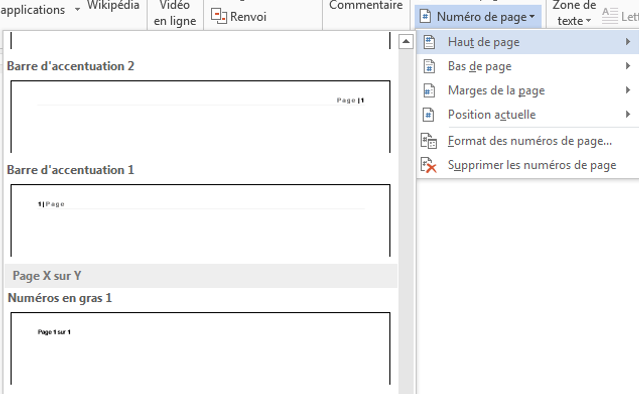 applications
Wikipédia
Vidéo
en ligne
Renvoi
Commentaire
Numéro de page
Zone de
texte
Haut de page
Bas de page
Marges de la page
Position actuelle
Format des numéros de page...
Supprimer les numéros de page
Barre d'accentuation 2
Page | 1
Barre d'accentuation 1
1 | Page
Page X sur Y
Numéros en gras 1
Page 1 sur 1